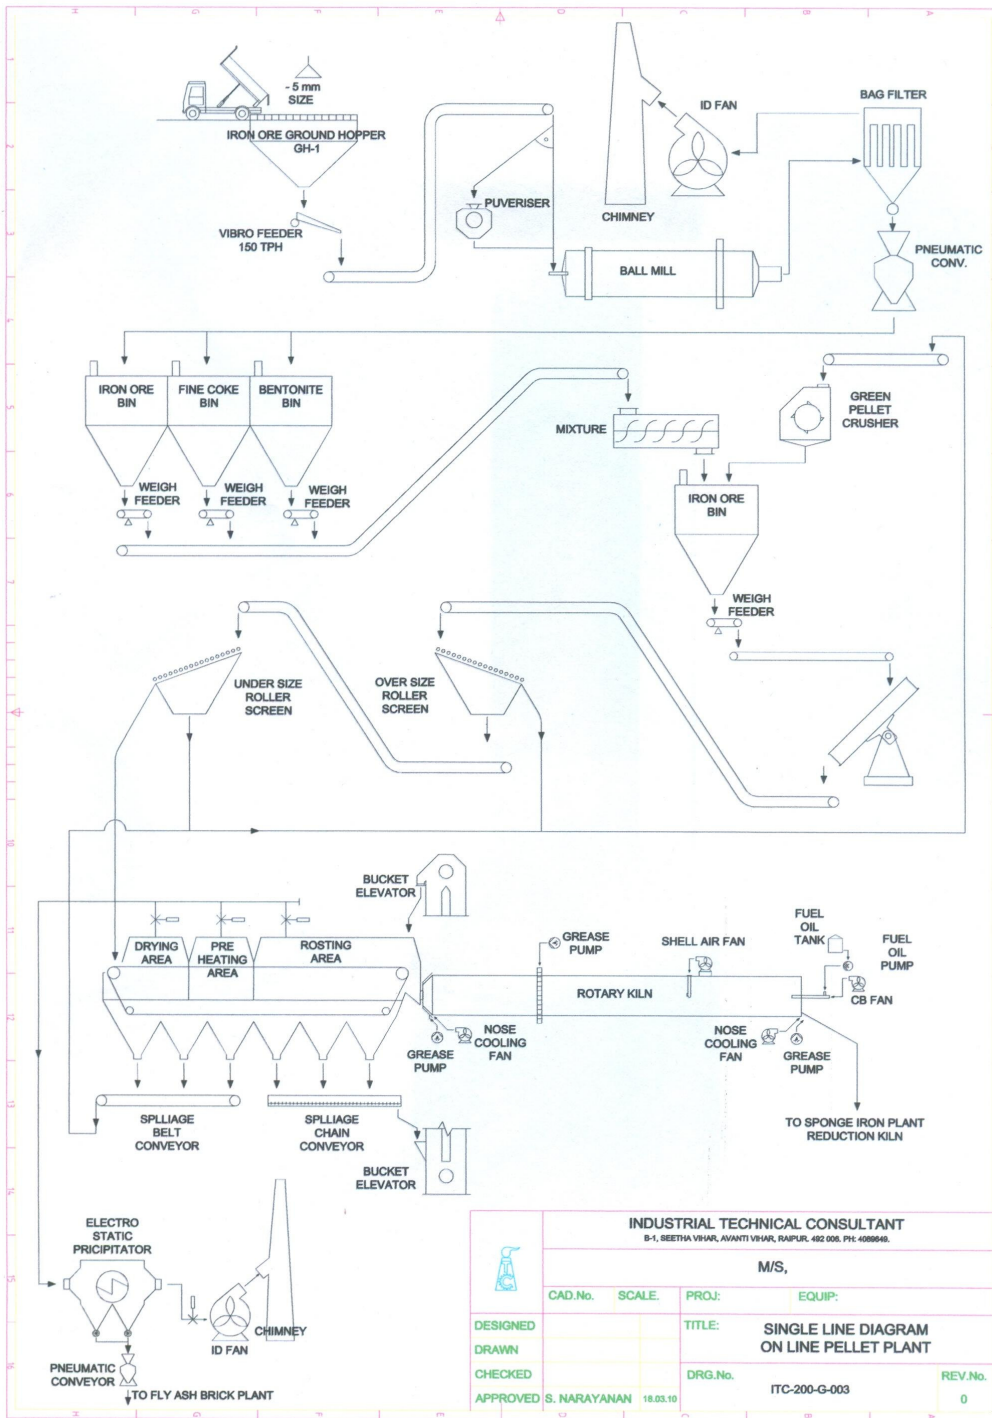 - 5 mm
SIZE
IRON ORE GROUND HOPPER
GH-1
VIBRO FEEDER
150 TPH
PUVERISER
CHIMNEY
ID FAN
BAG FILTER
BALL MILL
PNEUMATIC
CONV.
IRON ORE
BIN
FINE COKE
BIN
BENTONITE
BIN
WEIGH
FEEDER
WEIGH
FEEDER
WEIGH
FEEDER
MIXTURE
GREEN
PELLET
CRUSHER
IRON ORE
BIN
WEIGH
FEEDER
UNDER SIZE
ROLLER
SCREEN
OVER SIZE
ROLLER
SCREEN
BUCKET
ELEVATOR
DRYING
AREA
PRE
HEATING
AREA
ROSTING
AREA
GREASE
PUMP
SHELL AIR FAN
FUEL
OIL
TANK
FUEL
OIL
PUMP
ROTARY KILN
CB FAN
NOSE
COOLING
FAN
GREASE
PUMP
NOSE
COOLING
FAN
GREASE
PUMP
SPLLIAGE
BELT
CONVEYOR
SPLLIAGE
CHAIN
CONVEYOR
BUCKET
ELEVATOR
TO SPONGE IRON PLANT
REDUCTION KILN
ELECTRO
STATIC
PRICIPITATOR
ID FAN
CHIMNEY
PNEUMATIC
CONVEYOR
TO FLY ASH BRICK PLANT
ITC
INDUSTRIAL TECHNICAL CONSULTANT
B-1, SEETHA VIHAR, AVANTI VIHAR, RAIPUR. 492 006. PH: 4089649.
M/S,
CAD.No. SCALE. PROJ: EQUIP:
DESIGNED
DRAWN
CHECKED
APPROVED S. NARAYANAN 18.03.10
TITLE: SINGLE LINE DIAGRAM
ON LINE PELLET PLANT
DRG.No. ITC-200-G-003
REV.No.
0